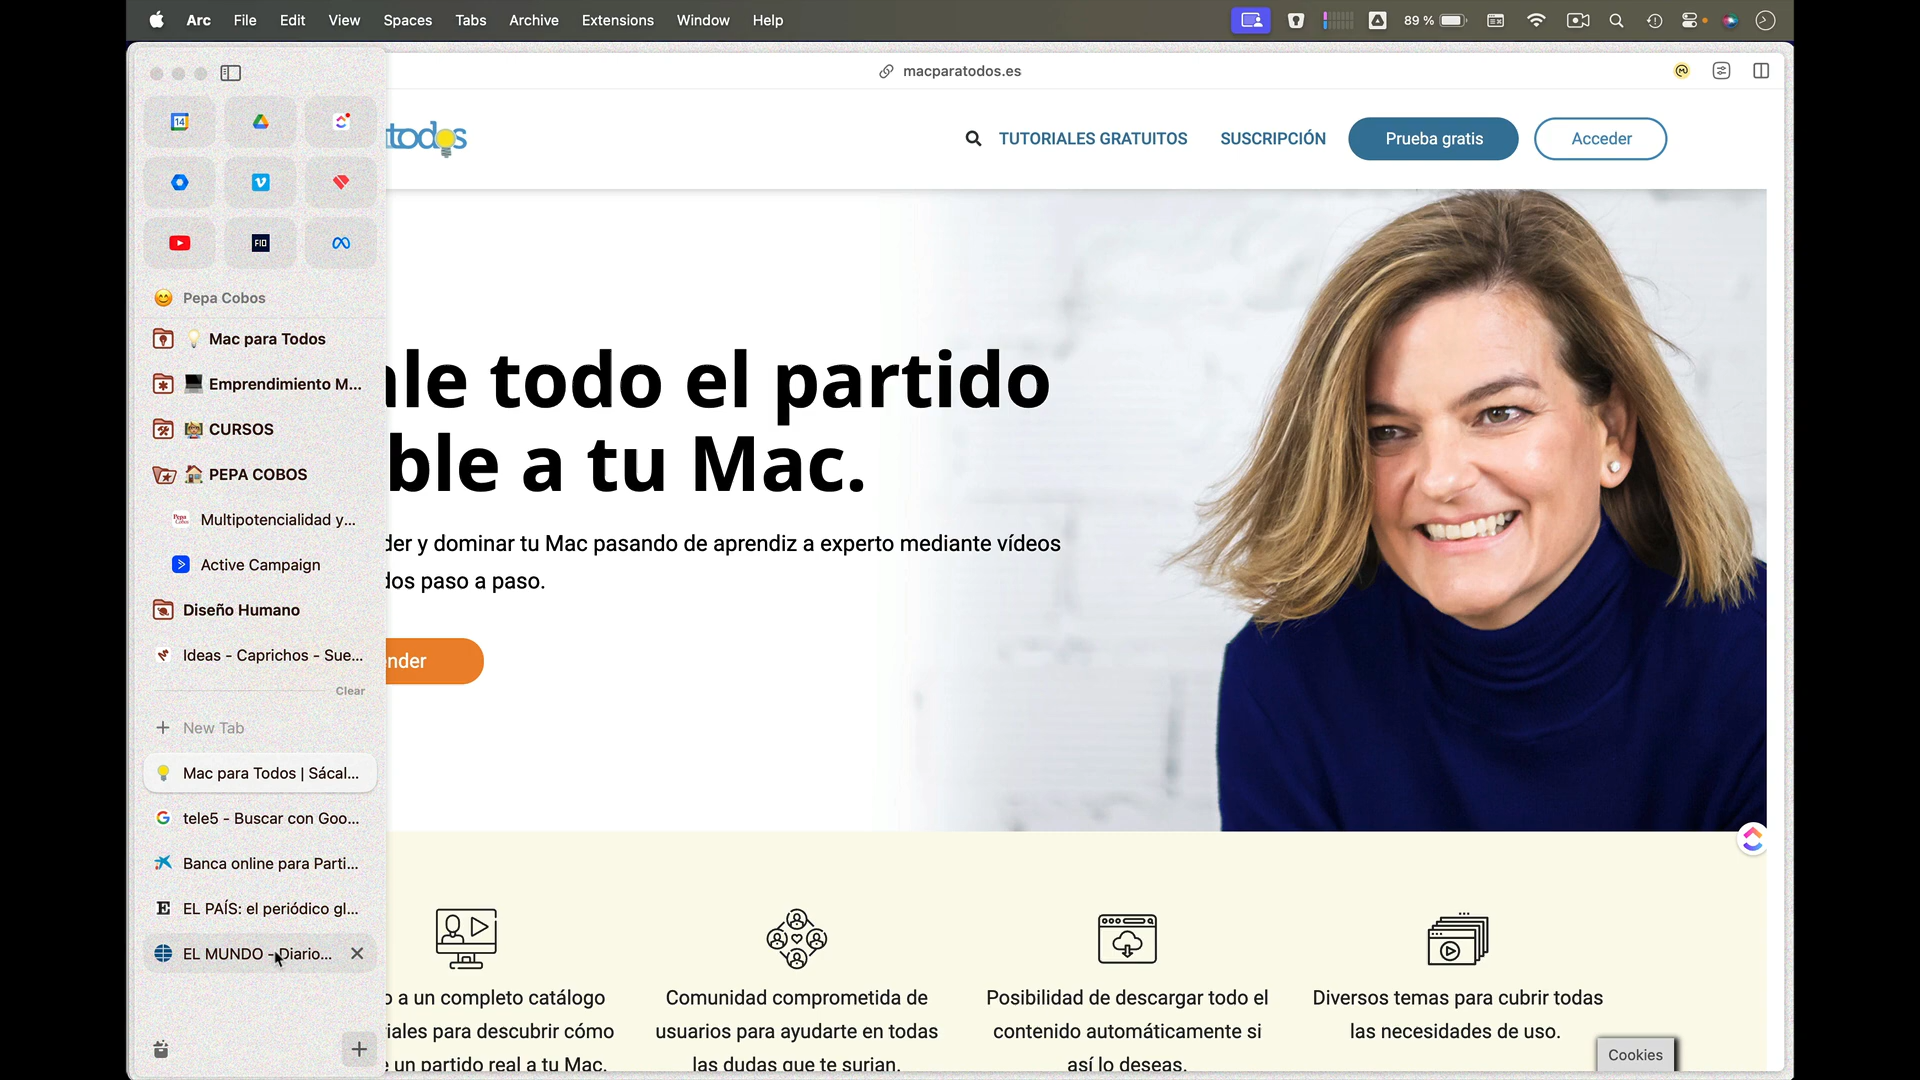 Arc File Edit View Spaces Tabs Archive Extensions Window Help
89 %
macparatodos.es
14
todos
TUTORIALES GRATUITOS SUSCRIPCIÓN Prueba gratis Acceder
FIO
Pepa Cobos
Mac para Todos
Emprendimiento M...
CURSOS
PEPA COBOS
Multipotencialidad y...
Active Campaign
Diseño Humano
Ideas - Caprichos - Sue...
Clear
New Tab
Mac para Todos | Sácal...
tele5 - Buscar con Goo...
Banca online para Parti...
EL PAÍS: el periódico gl...
EL MUNDO - Diario...
ale todo el partido
ble a tu Mac.
der y dominar tu Mac pasando de aprendiz a experto mediante vídeos
dos paso a paso.
nder
o a un completo catálogo
iales para descubrir cómo
un partido real a tu Mac.
Comunidad comprometida de
usuarios para ayudarte en todas
las dudas que te surjan.
Posibilidad de descargar todo el
contenido automáticamente si
así lo deseas.
Diversos temas para cubrir todas
las necesidades de uso.
Cookies